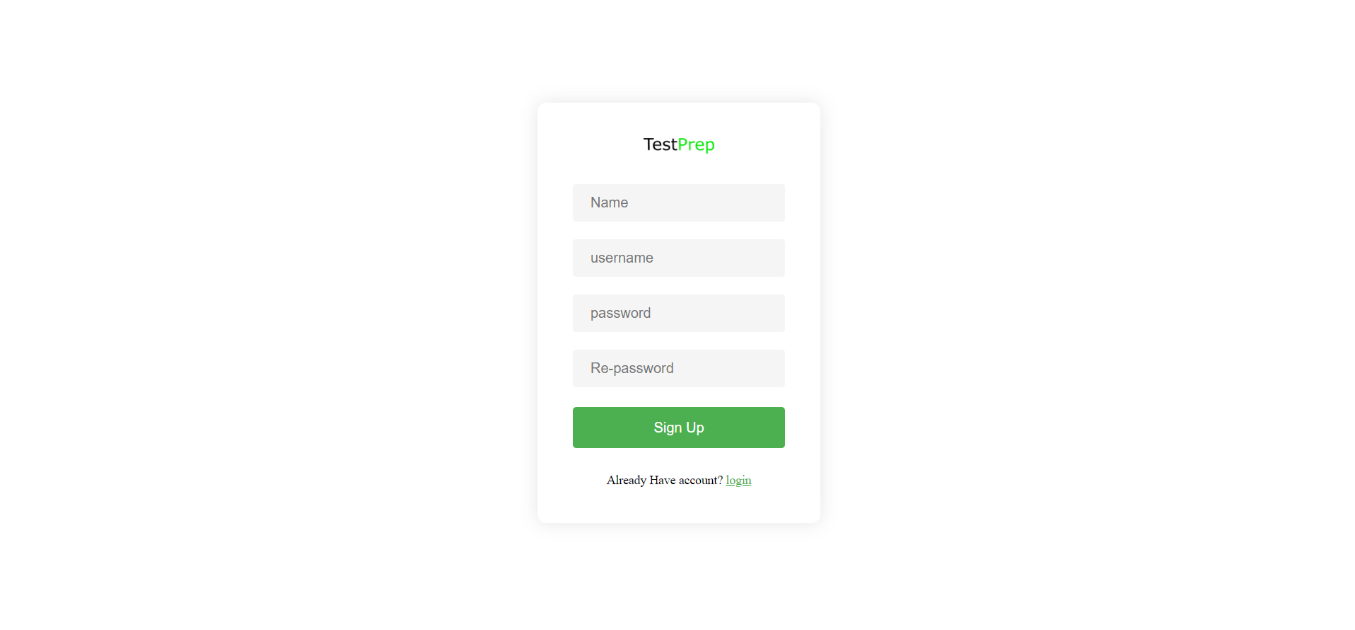 TestPrep
Name
username
password
Re-password
Sign Up
Already Have account? login